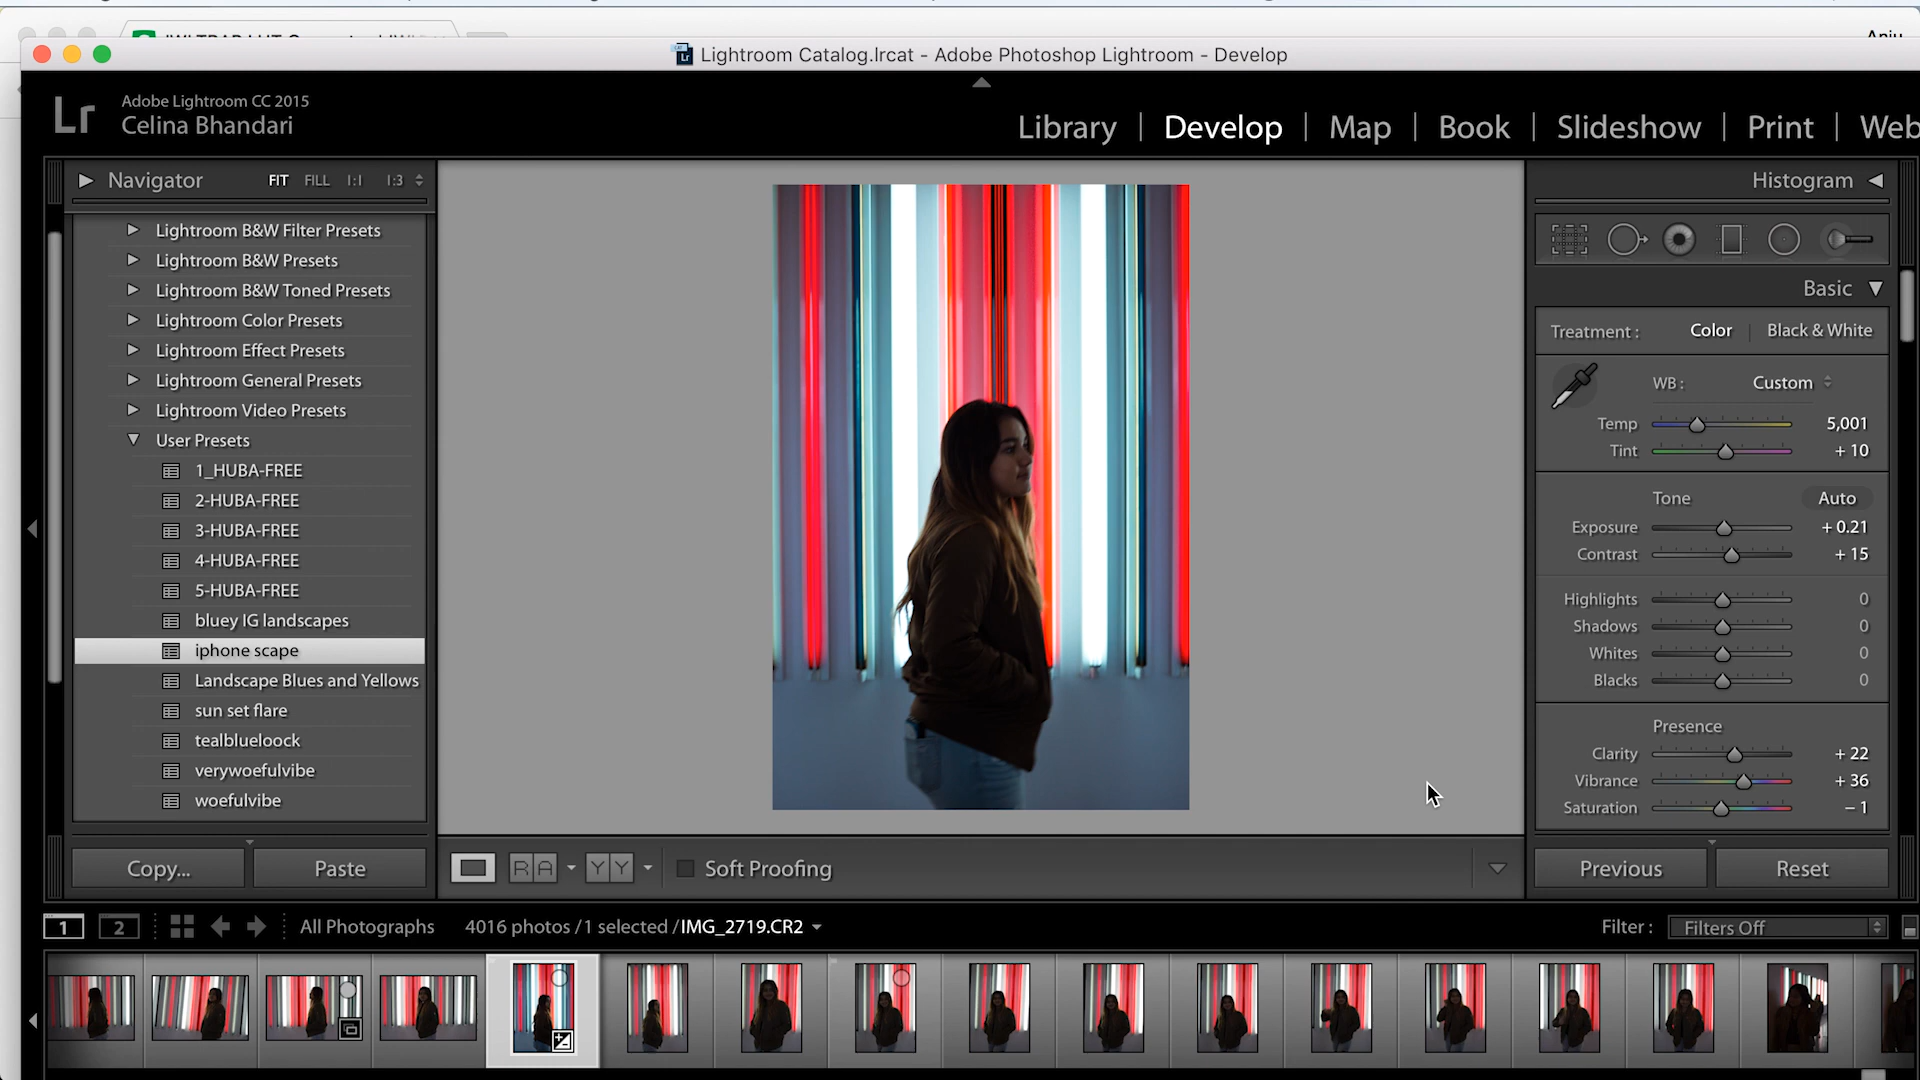 Lightroom Catalog.lrcat - Adobe Photoshop Lightroom - Develop
Lr
Adobe Lightroom CC 2015
Celina Bhandari
Library | Develop | Map | Book | Slideshow | Print | Web
Navigator FIT FILL 1:1 1:3
Lightroom B&W Filter Presets
Lightroom B&W Presets
Lightroom B&W Toned Presets
Lightroom Color Presets
Lightroom Effect Presets
Lightroom General Presets
Lightroom Video Presets
User Presets
1_HUBA-FREE
2-HUBA-FREE
3-HUBA-FREE
4-HUBA-FREE
5-HUBA-FREE
bluey IG landscapes
iphone scape
Landscape Blues and Yellows
sun set flare
tealblueloock
verywoefulvibe
woefulvibe
Copy... Paste
R A Y Y Soft Proofing
Histogram
Basic
Treatment : Color | Black & White
WB : Custom
Temp 5,001
Tint + 10
Tone Auto
Exposure + 0.21
Contrast + 15
Highlights 0
Shadows 0
Whites 0
Blacks 0
Presence
Clarity + 22
Vibrance + 36
Saturation – 1
Previous Reset
1 2 All Photographs 4016 photos /1 selected /IMG_2719.CR2 Filter : Filters Off